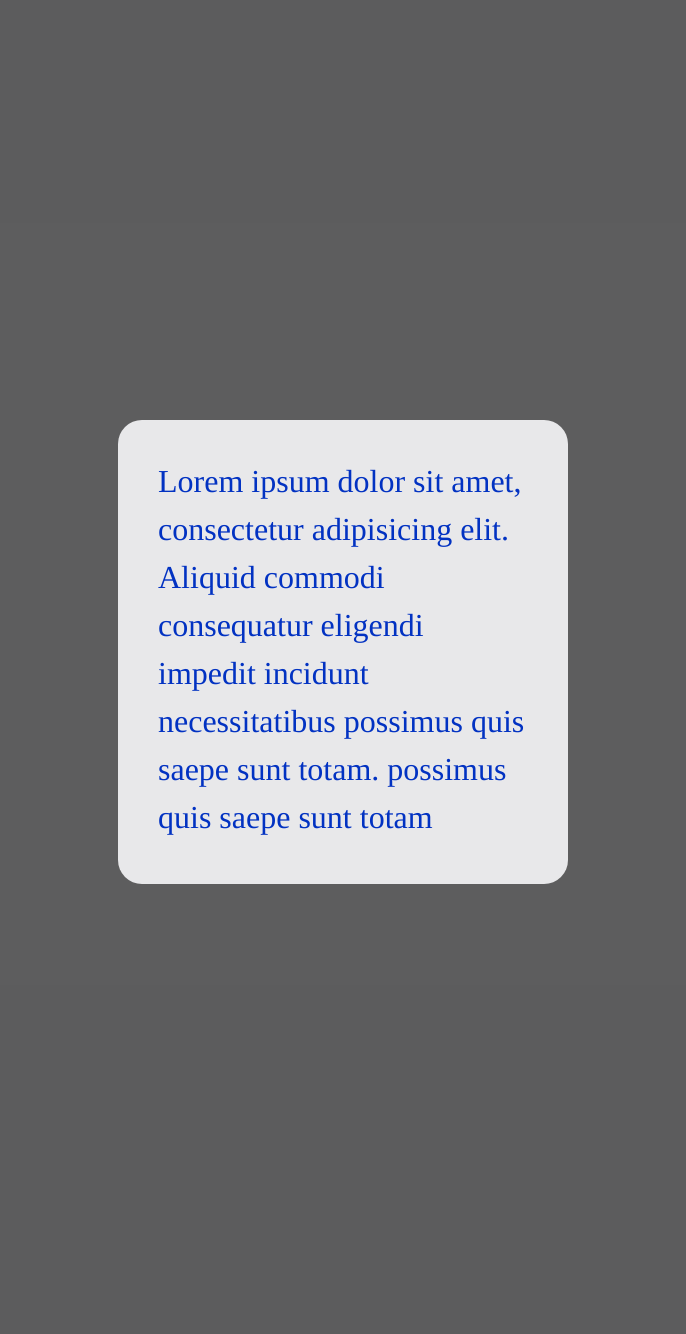 Lorem ipsum dolor sit amet,
consectetur adipisicing elit.
Aliquid commodi
consequatur eligendi
impedit incidunt
necessitatibus possimus quis
saepe sunt totam. possimus
quis saepe sunt totam